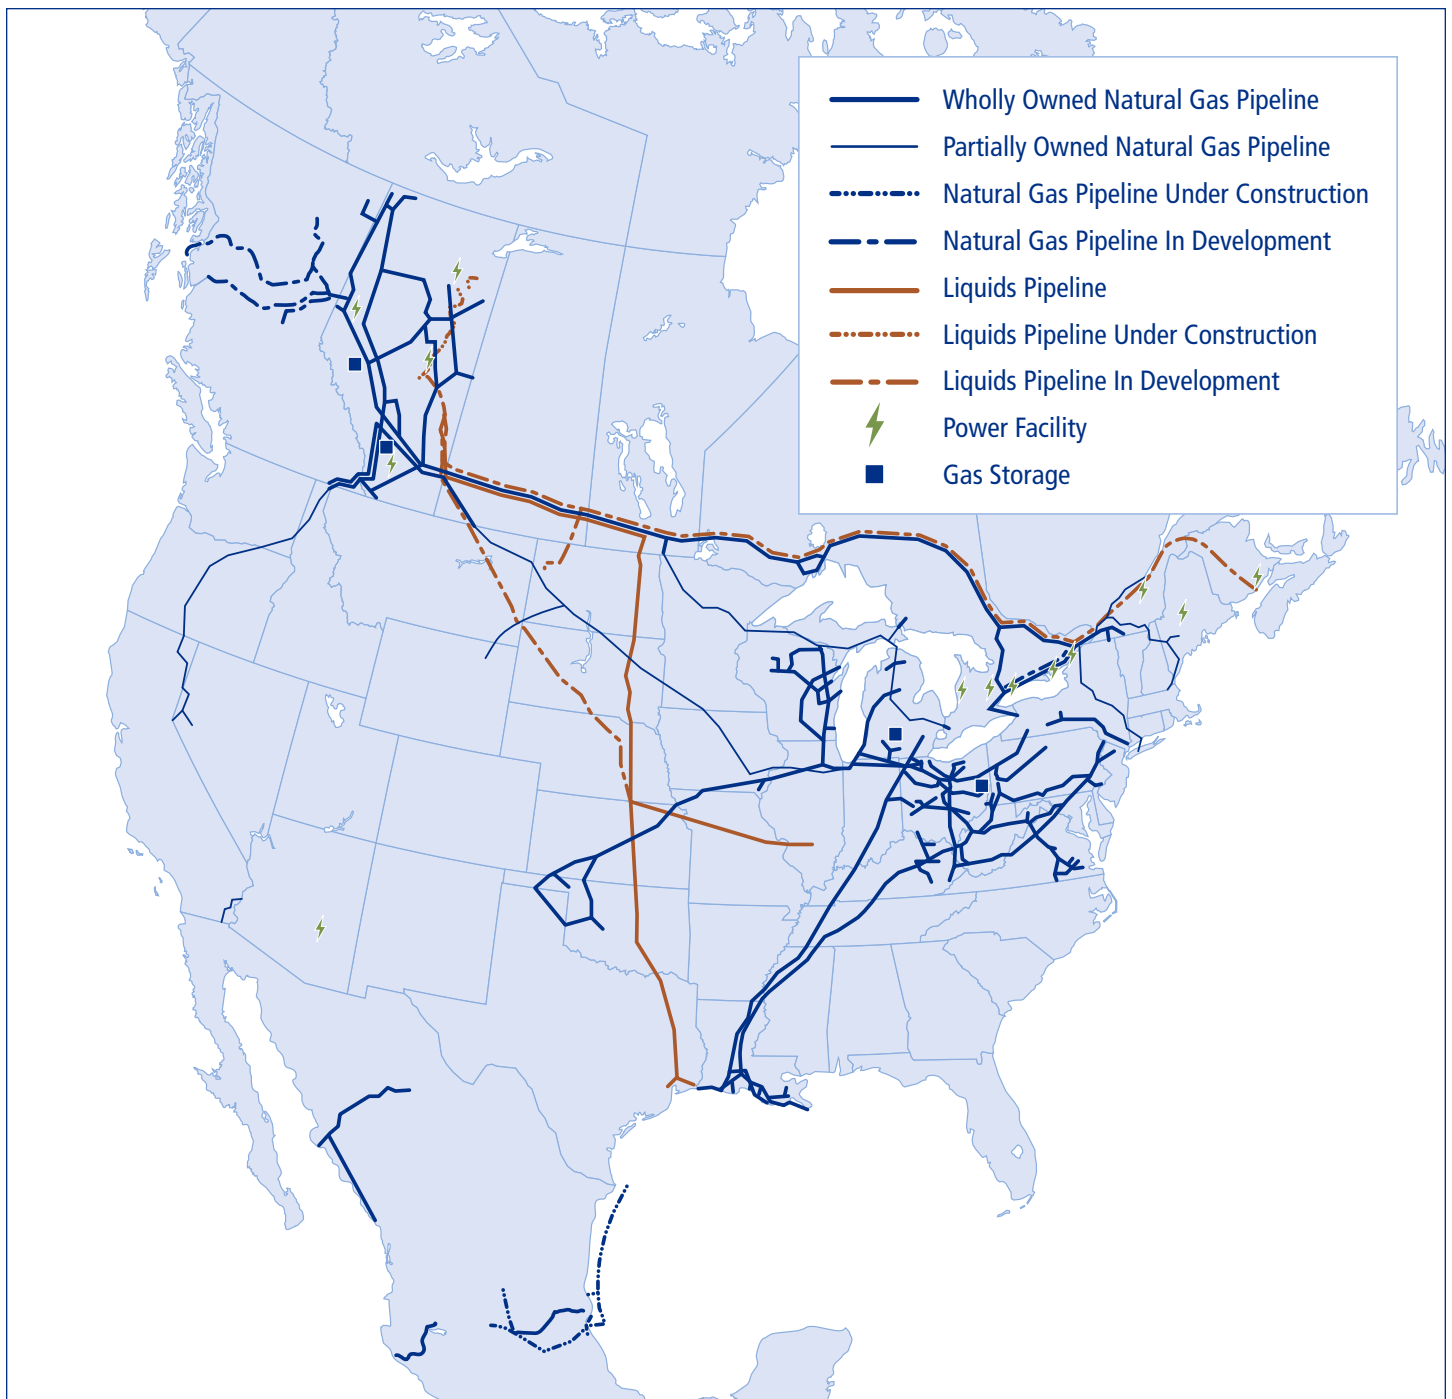 Wholly Owned Natural Gas Pipeline
Partially Owned Natural Gas Pipeline
Natural Gas Pipeline Under Construction
Natural Gas Pipeline In Development
Liquids Pipeline
Liquids Pipeline Under Construction
Liquids Pipeline In Development
Power Facility
Gas Storage